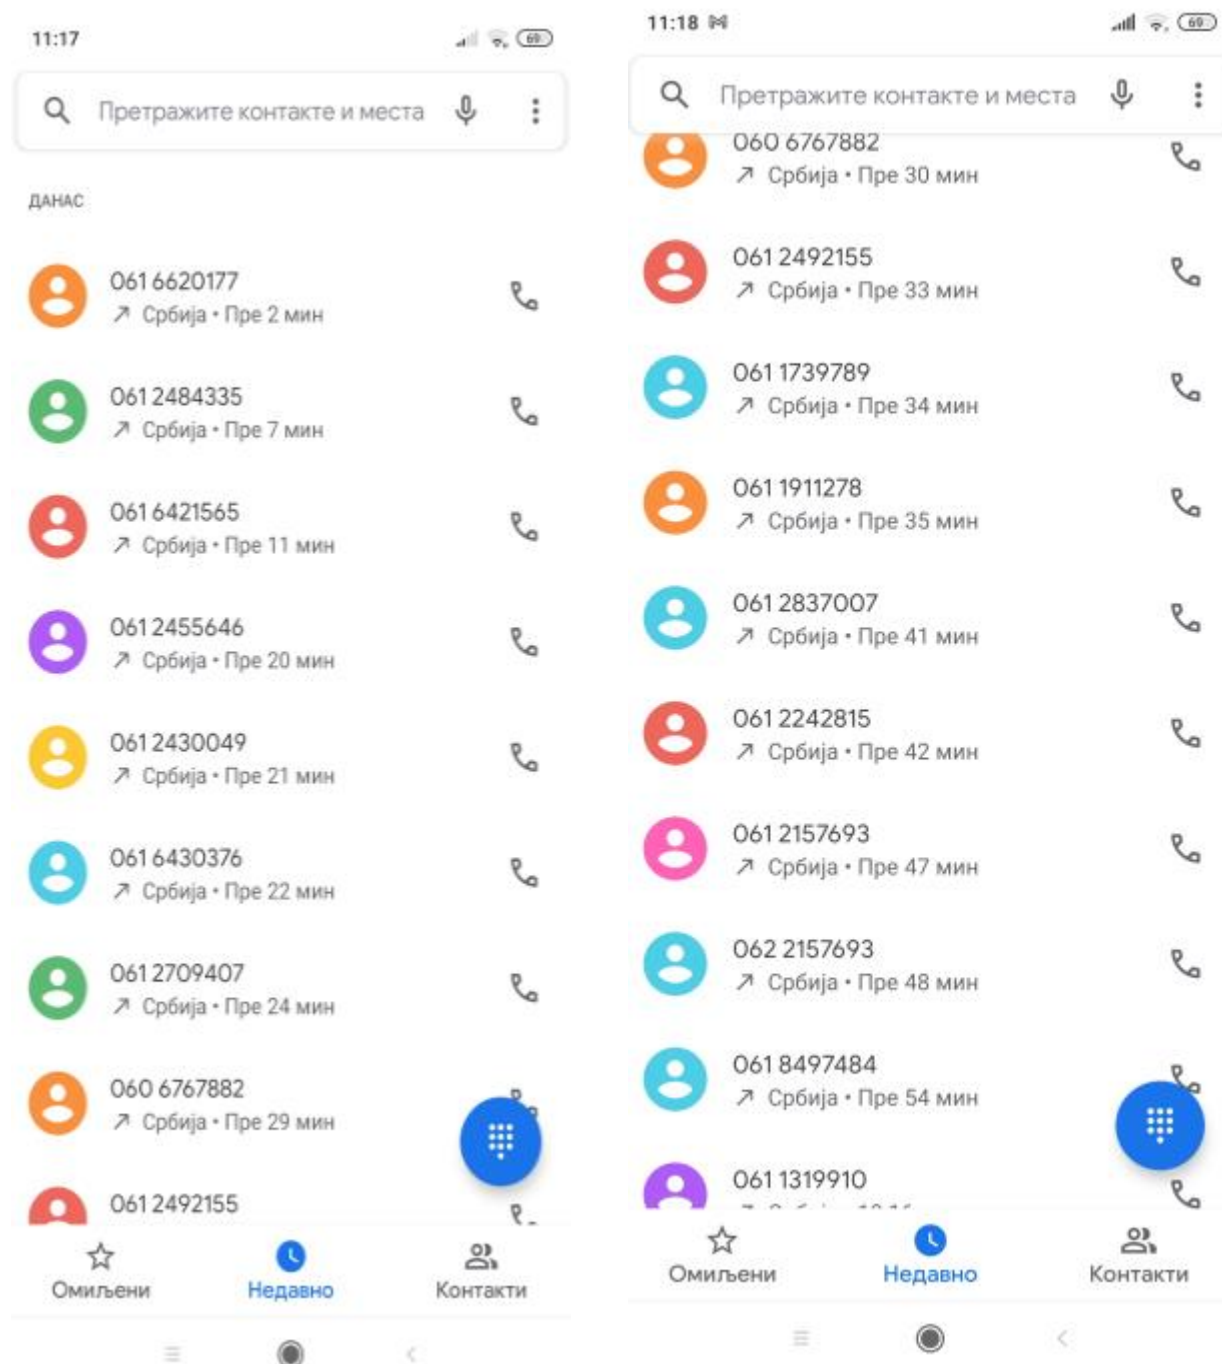 11:17
69
Претражите контакте и места
ДАНАС
061 6620177
Србија • Пре 2 мин
061 2484335
Србија • Пре 7 мин
061 6421565
Србија • Пре 11 мин
061 2455646
Србија • Пре 20 мин
061 2430049
Србија • Пре 21 мин
061 6430376
Србија • Пре 22 мин
061 2709407
Србија • Пре 24 мин
060 6767882
Србија • Пре 29 мин
061 2492155
Омиљени
Недавно
Контакти
11:18
69
Претражите контакте и места
060 6767882
Србија • Пре 30 мин
061 2492155
Србија • Пре 33 мин
061 1739789
Србија • Пре 34 мин
061 1911278
Србија • Пре 35 мин
061 2837007
Србија • Пре 41 мин
061 2242815
Србија • Пре 42 мин
061 2157693
Србија • Пре 47 мин
062 2157693
Србија • Пре 48 мин
061 8497484
Србија • Пре 54 мин
061 1319910
Омиљени
Недавно
Контакти